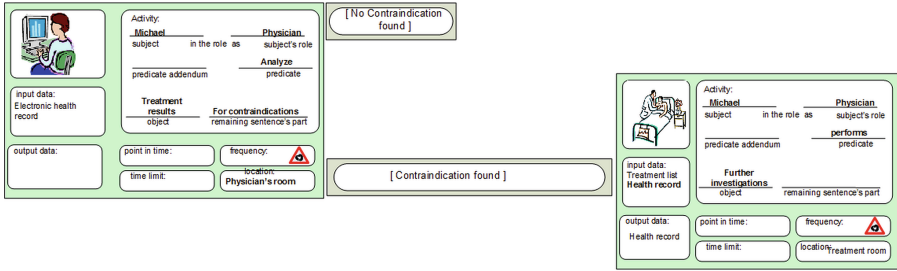 Activity:
Michael Physician
subject in the role as subject's role
Analyze
predicate addendum predicate
Treatment
results For contraindications
object remaining sentence's part
input data:
Electronic health
record
output data:
point in time: frequency:
time limit: location:
Physician's room
[ No Contraindication
found ]
[ Contraindication found ]
Activity:
Michael Physician
subject in the role as subject's role
performs
predicate addendum predicate
Further
investigations
object remaining sentence's part
input data:
Treatment list
Health record
output data:
Health record
point in time: frequency:
time limit: location:
Treatment room